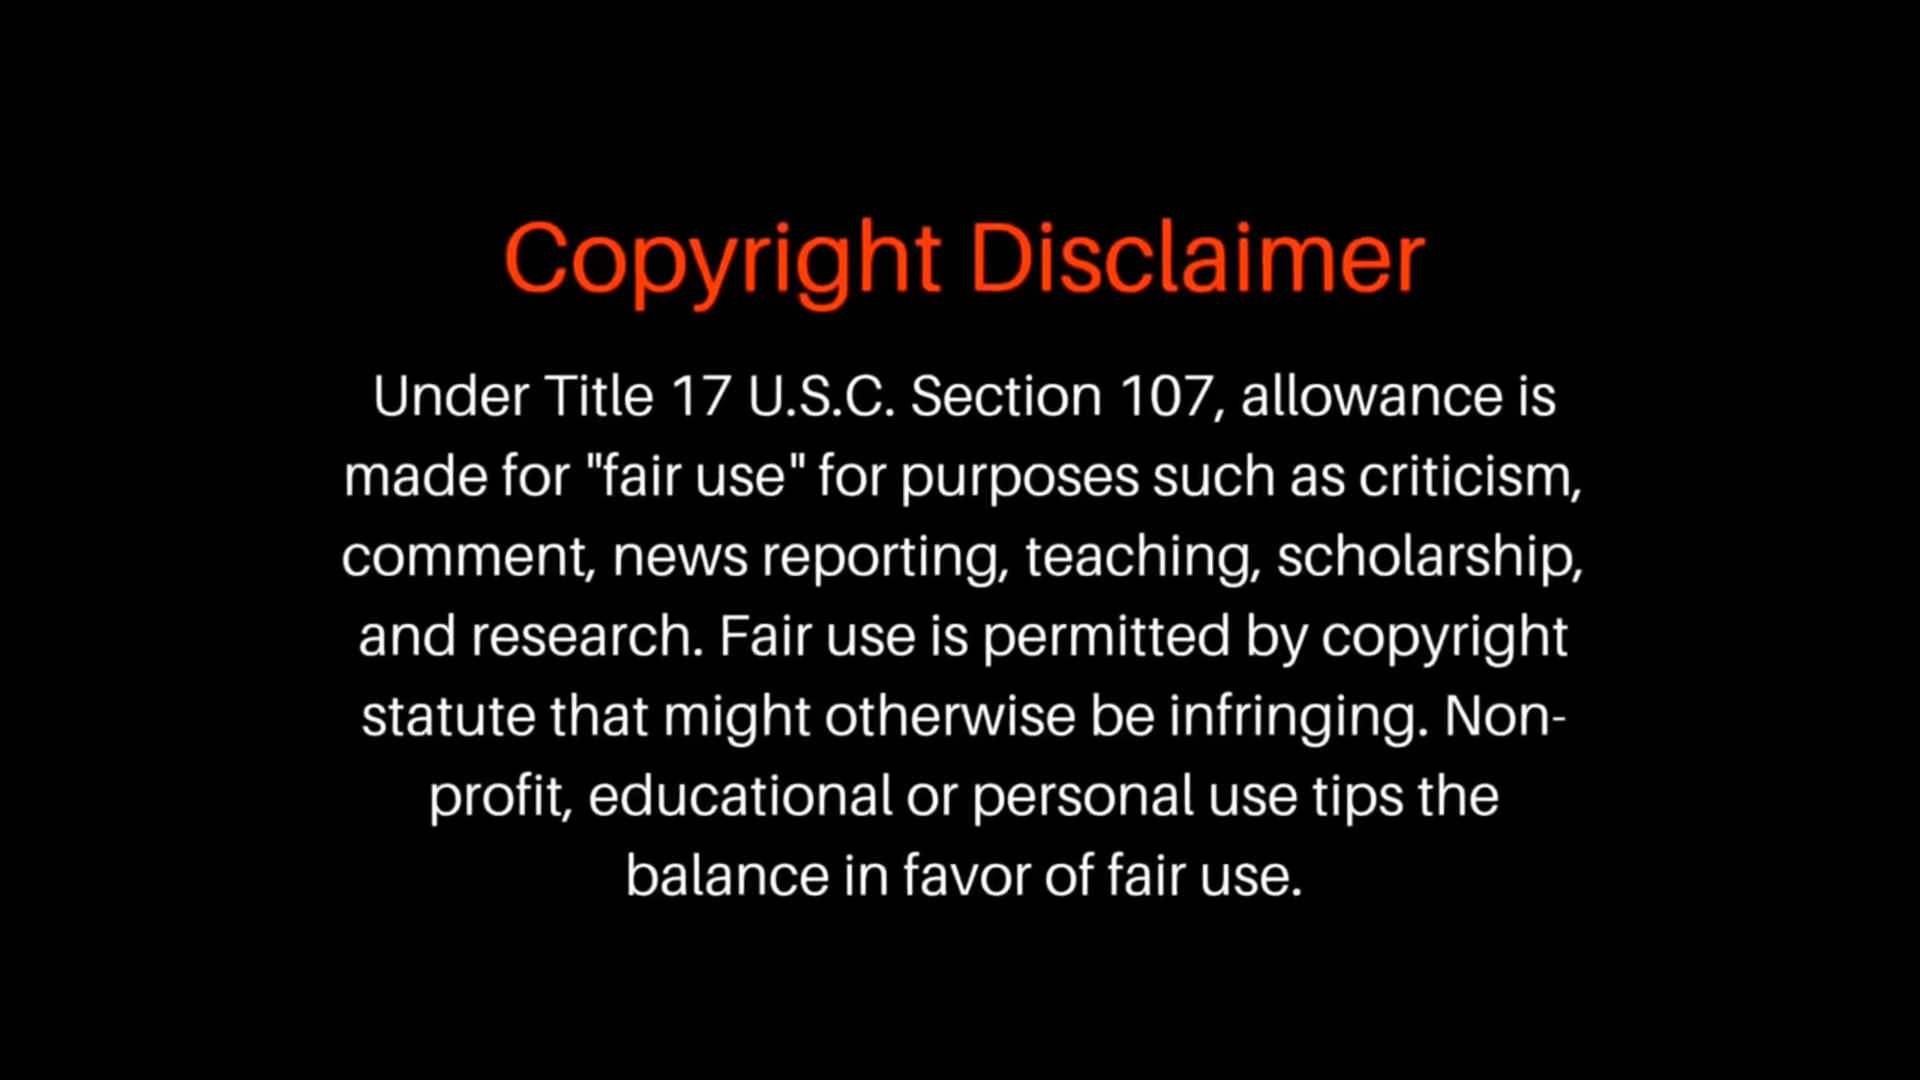 Copyright Disclaimer
Under Title 17 U.S.C. Section 107, allowance is
made for "fair use" for purposes such as criticism,
comment, news reporting, teaching, scholarship,
and research. Fair use is permitted by copyright
statute that might otherwise be infringing. Non-
profit, educational or personal use tips the
balance in favor of fair use.